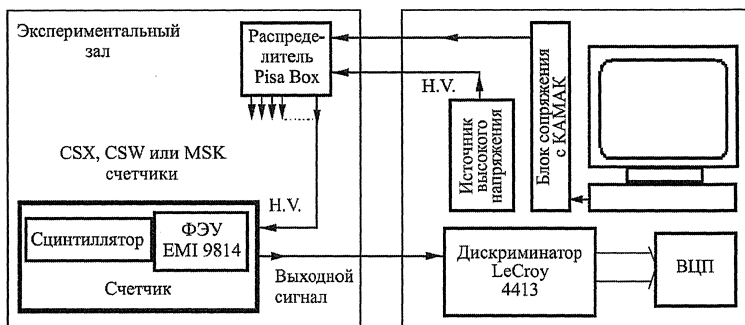 Экспериментальный
зал
Распреде-
литель
Pisa Box
H.V.
CSX, CSW или MSK
счетчики
H.V.
Сцинтиллятор
ФЭУ
EMI 9814
Счетчик
Выходной
сигнал
Источник
высокого
напряжения
Блок сопряжения
с КАМАК
Дискриминатор
LeCroy
4413
ВЦП